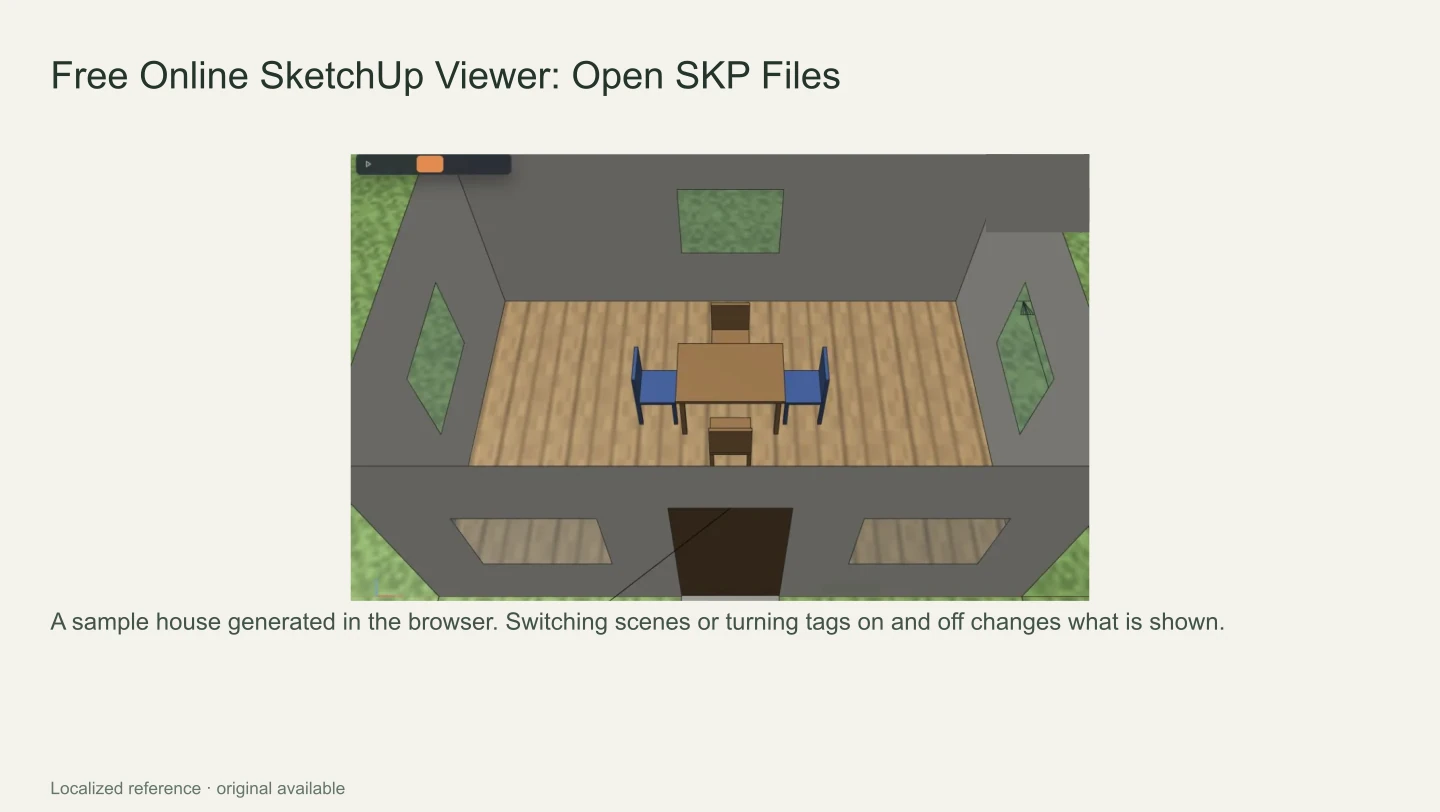 Free Online SketchUp Viewer: Open SKP Files
A sample house generated in the browser. Switching scenes or turning tags on and off changes what is shown.
Localized reference · original available